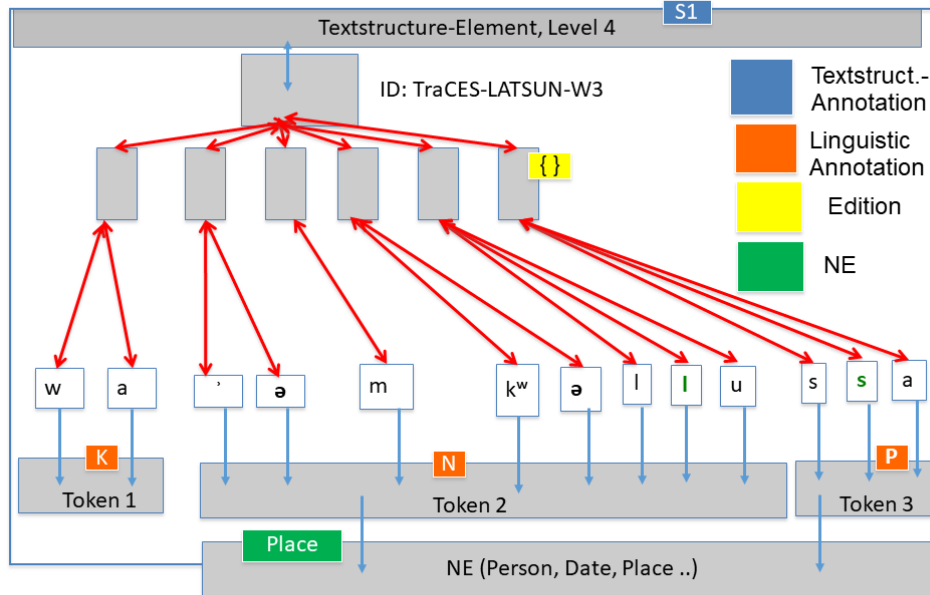 S1
Textstructure-Element, Level 4
ID: TraCES-LATSUN-W3
Textstruct.-
Annotation
Linguistic
Annotation
Edition
NE
{ }
w a ʾ ə m kʷ ə l l u s s a
K N P
Token 1 Token 2 Token 3
Place
NE (Person, Date, Place ..)